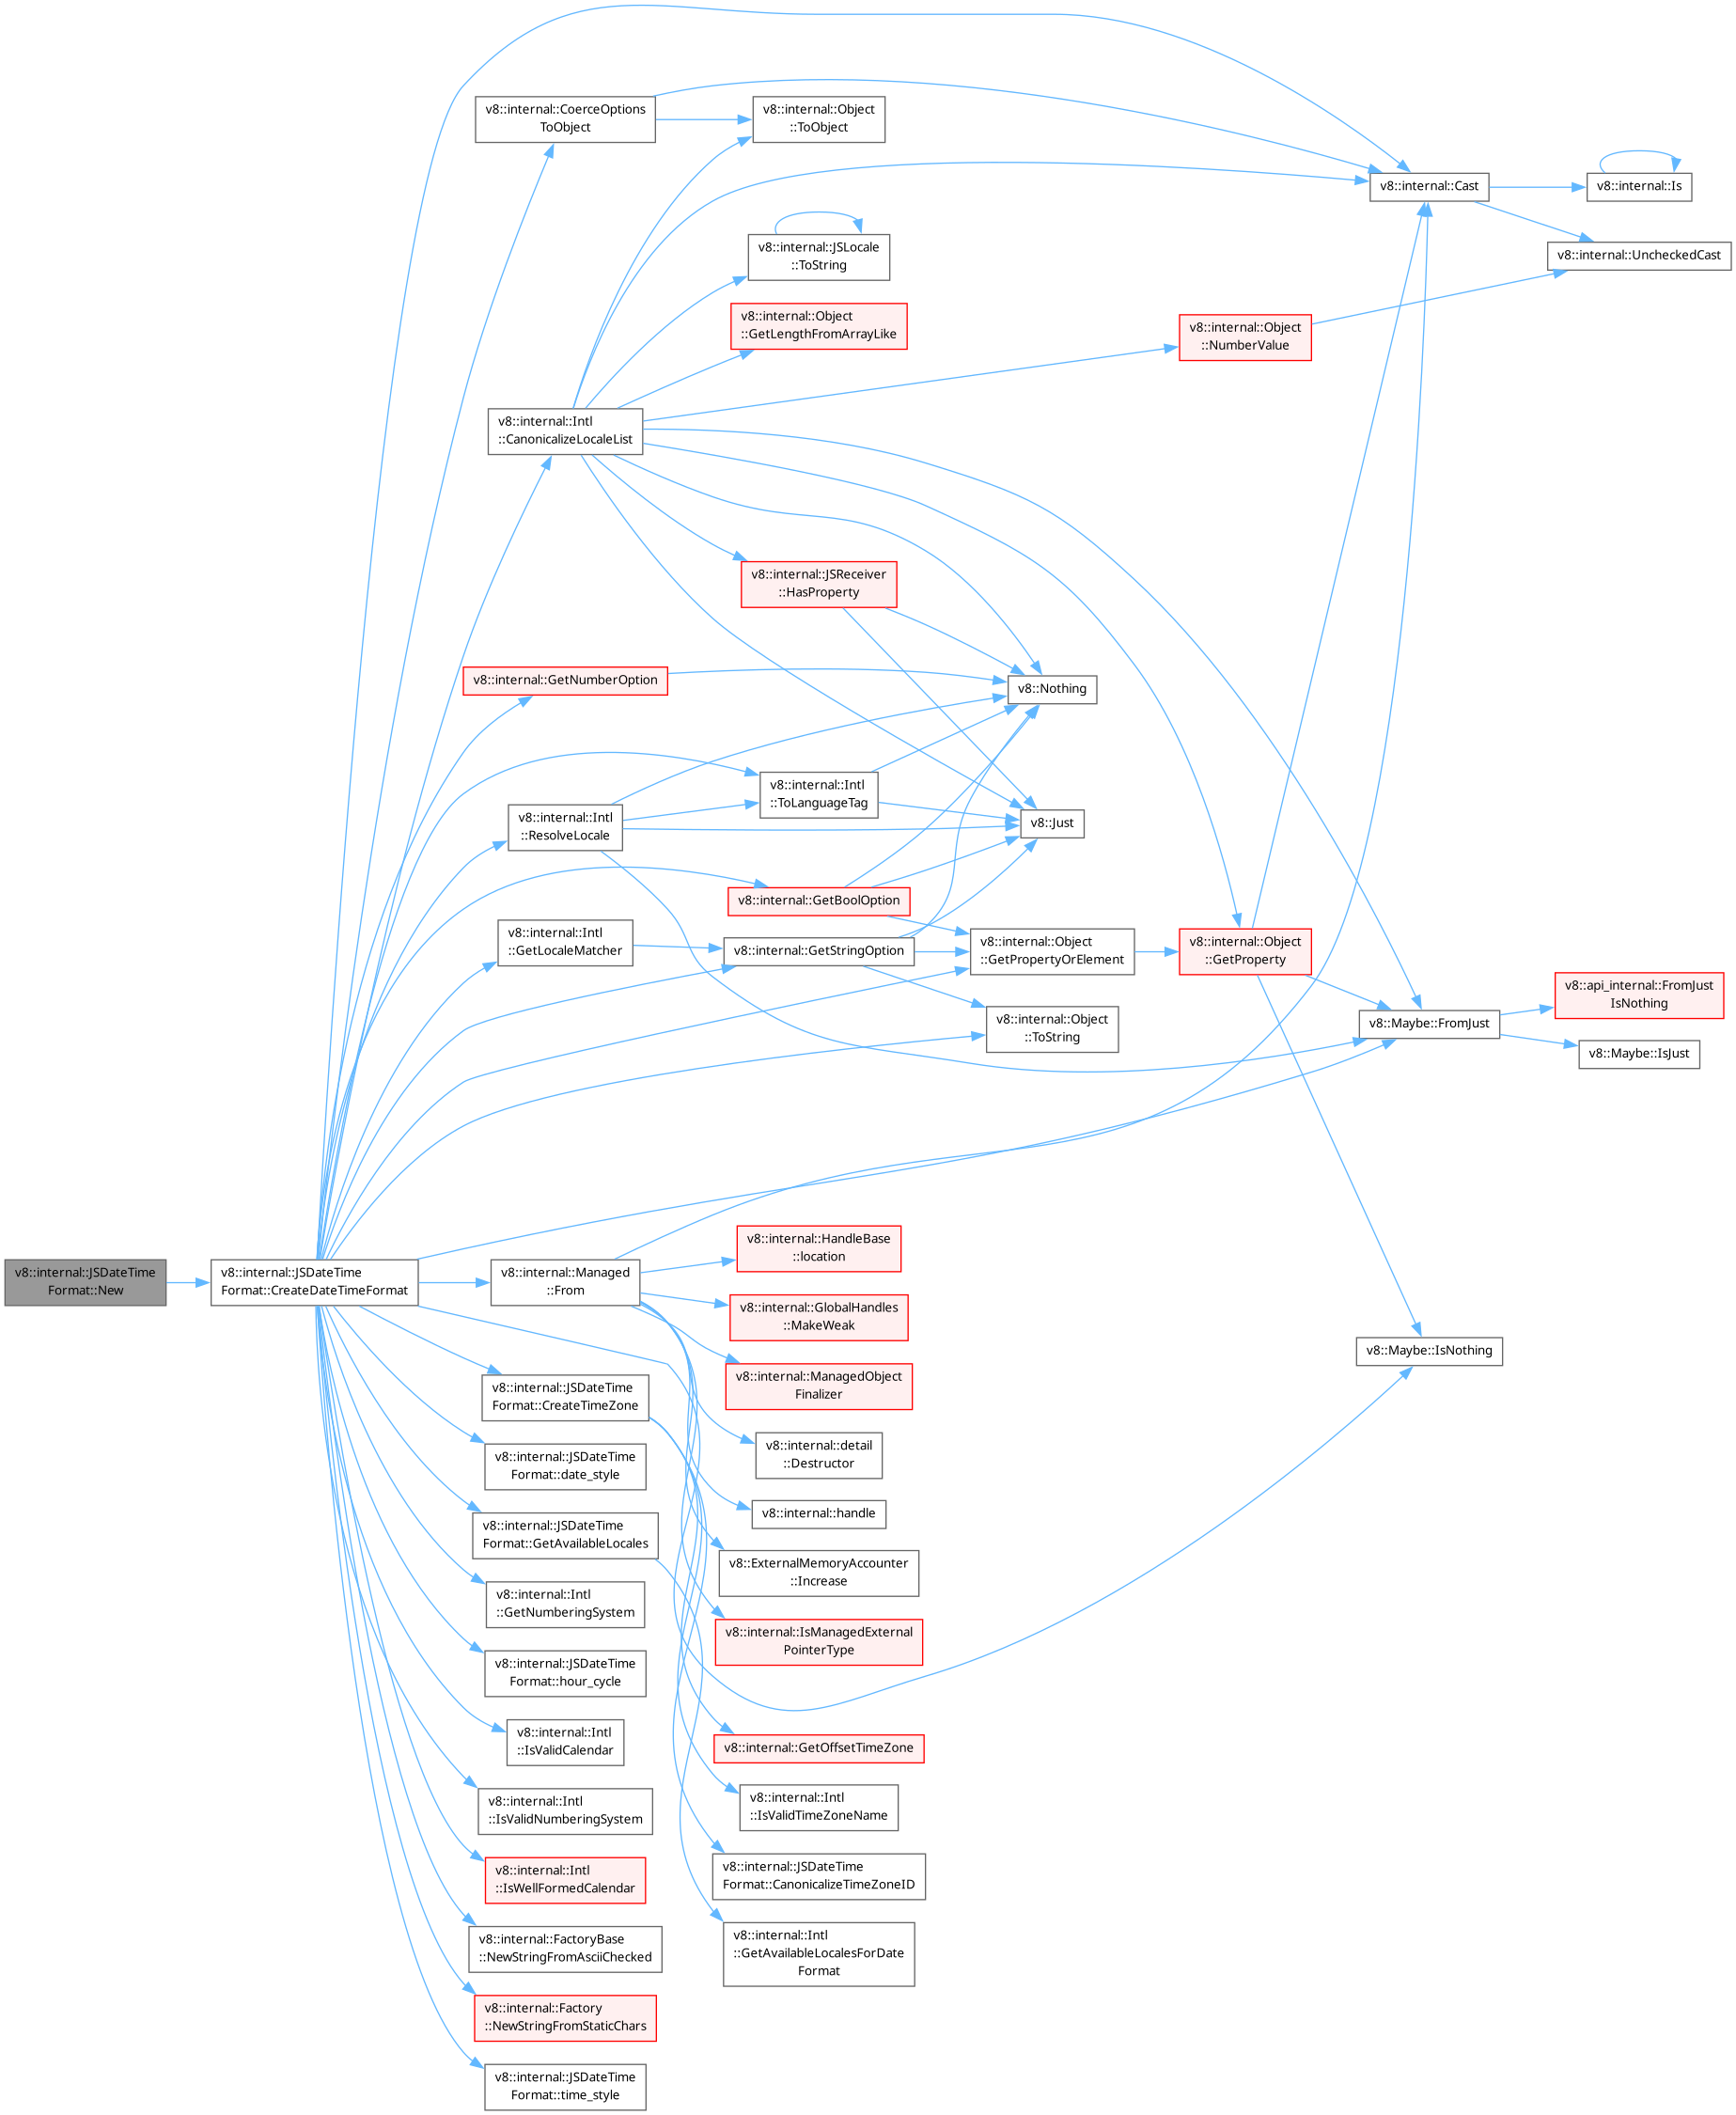 v8::internal::JSDateTime
Format::New
v8::internal::JSDateTime
Format::CreateDateTimeFormat
v8::internal::CoerceOptions
ToObject
v8::internal::Intl
::CanonicalizeLocaleList
v8::internal::GetNumberOption
v8::internal::Intl
::ResolveLocale
v8::internal::Intl
::GetLocaleMatcher
v8::internal::Managed
::From
v8::internal::JSDateTime
Format::CreateTimeZone
v8::internal::JSDateTime
Format::date_style
v8::internal::JSDateTime
Format::GetAvailableLocales
v8::internal::Intl
::GetNumberingSystem
v8::internal::JSDateTime
Format::hour_cycle
v8::internal::Intl
::IsValidCalendar
v8::internal::Intl
::IsValidNumberingSystem
v8::internal::Intl
::IsWellFormedCalendar
v8::internal::FactoryBase
::NewStringFromAsciiChecked
v8::internal::Factory
::NewStringFromStaticChars
v8::internal::JSDateTime
Format::time_style
v8::internal::Object
::ToObject
v8::internal::JSLocale
::ToString
v8::internal::Object
::GetLengthFromArrayLike
v8::internal::JSReceiver
::HasProperty
v8::internal::Intl
::ToLanguageTag
v8::internal::GetBoolOption
v8::internal::GetStringOption
v8::internal::HandleBase
::location
v8::internal::GlobalHandles
::MakeWeak
v8::internal::ManagedObject
Finalizer
v8::internal::detail
::Destructor
v8::internal::handle
v8::ExternalMemoryAccounter
::Increase
v8::internal::IsManagedExternal
PointerType
v8::internal::GetOffsetTimeZone
v8::internal::Intl
::IsValidTimeZoneName
v8::internal::JSDateTime
Format::CanonicalizeTimeZoneID
v8::internal::Intl
::GetAvailableLocalesForDate
Format
v8::Nothing
v8::Just
v8::internal::Object
::GetPropertyOrElement
v8::internal::Object
::ToString
v8::internal::Object
::NumberValue
v8::internal::Object
::GetProperty
v8::internal::Cast
v8::Maybe::FromJust
v8::Maybe::IsNothing
v8::internal::Is
v8::internal::UncheckedCast
v8::api_internal::FromJust
IsNothing
v8::Maybe::IsJust